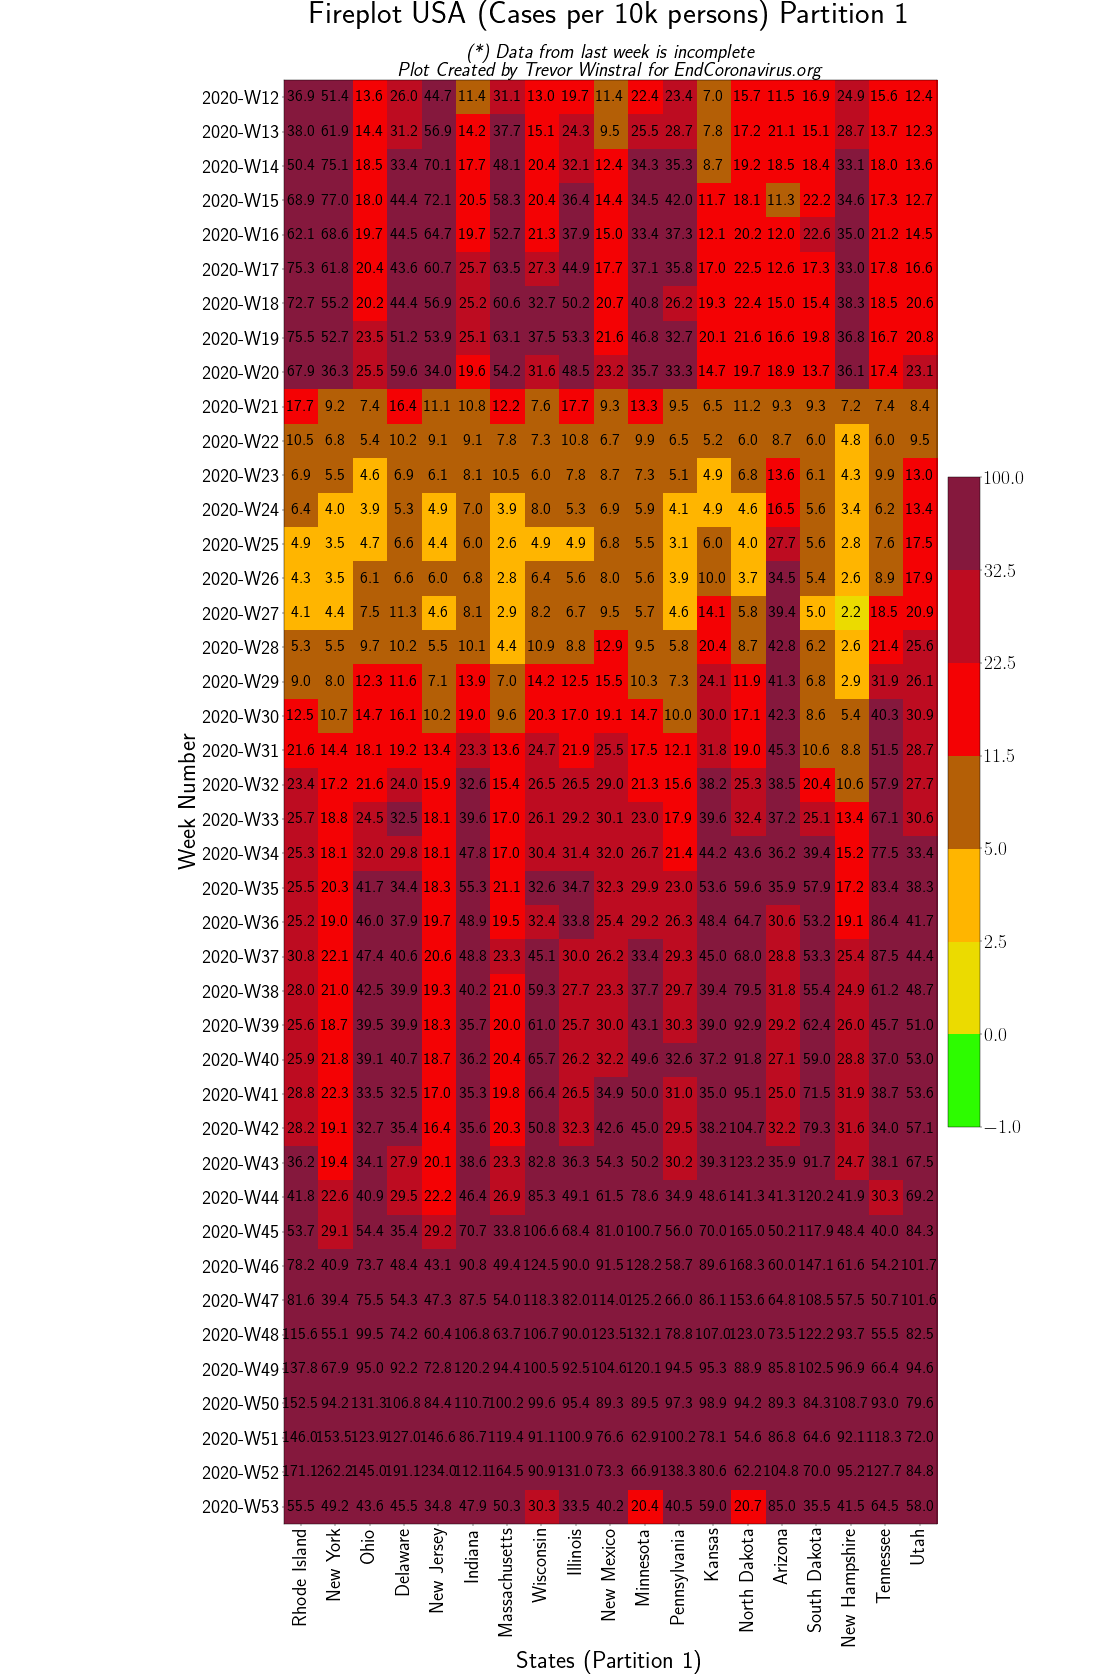 Fireplot USA (Cases per 10k persons) Partition 1
(*) Data from last week is incomplete
Plot Created by Trevor Winstral for EndCoronavirus.org
2020-W12 36.9 51.4 13.6 26.0 44.7 11.4 31.1 13.0 19.7 11.4 22.4 23.4 7.0 15.7 11.5 16.9 24.9 15.6 12.4
2020-W13 38.0 61.9 14.4 31.2 56.9 14.2 37.7 15.1 24.3 9.5 25.5 28.7 7.8 17.2 21.1 15.1 28.7 13.7 12.3
2020-W14 50.4 75.1 18.5 33.4 70.1 17.7 48.1 20.4 32.1 12.4 34.3 35.3 8.7 19.2 18.5 18.4 33.1 18.0 13.6
2020-W15 68.9 77.0 18.0 44.4 72.1 20.5 58.3 20.4 36.4 14.4 34.5 42.0 11.7 18.1 11.3 22.2 34.6 17.3 12.7
2020-W16 62.1 68.6 19.7 44.5 64.7 19.7 52.7 21.3 37.9 15.0 33.4 37.3 12.1 20.2 12.0 22.6 35.0 21.2 14.5
2020-W17 75.3 61.8 20.4 43.6 60.7 25.7 63.5 27.3 44.9 17.7 37.1 35.8 17.0 22.5 12.6 17.3 33.0 17.8 16.6
2020-W18 72.7 55.2 20.2 44.4 56.9 25.2 60.6 32.7 50.2 20.7 40.8 26.2 19.3 22.4 15.0 15.4 38.3 18.5 20.6
2020-W19 75.5 52.7 23.5 51.2 53.9 25.1 63.1 37.5 53.3 21.6 46.8 32.7 20.1 21.6 16.6 19.8 36.8 16.7 20.8
2020-W20 67.9 36.3 25.5 59.6 34.0 19.6 54.2 31.6 48.5 23.2 35.7 33.3 14.7 19.7 18.9 13.7 36.1 17.4 23.1
2020-W21 17.7 9.2 7.4 16.4 11.1 10.8 12.2 7.6 17.7 9.3 13.3 9.5 6.5 11.2 9.3 9.3 7.2 7.4 8.4
2020-W22 10.5 6.8 5.4 10.2 9.1 9.1 7.8 7.3 10.8 6.7 9.9 6.5 5.2 6.0 8.7 6.0 4.8 6.0 9.5
2020-W23 6.9 5.5 4.6 6.9 6.1 8.1 10.5 6.0 7.8 8.7 7.3 5.1 4.9 6.8 13.6 6.1 4.3 9.9 13.0
2020-W24 6.4 4.0 3.9 5.3 4.9 7.0 3.9 8.0 5.3 6.9 5.9 4.1 4.9 4.6 16.5 5.6 3.4 6.2 13.4
2020-W25 4.9 3.5 4.7 6.6 4.4 6.0 2.6 4.9 4.9 6.8 5.5 3.1 6.0 4.0 27.7 5.6 2.8 7.6 17.5
2020-W26 4.3 3.5 6.1 6.6 6.0 6.8 2.8 6.4 5.6 8.0 5.6 3.9 10.0 3.7 34.5 5.4 2.6 8.9 17.9
2020-W27 4.1 4.4 7.5 11.3 4.6 8.1 2.9 8.2 6.7 9.5 5.7 4.6 14.1 5.8 39.4 5.0 2.2 18.5 20.9
2020-W28 5.3 5.5 9.7 10.2 5.5 10.1 4.4 10.9 8.8 12.9 9.5 5.8 20.4 8.7 42.8 6.2 2.6 21.4 25.6
2020-W29 9.0 8.0 12.3 11.6 7.1 13.9 7.0 14.2 12.5 15.5 10.3 7.3 24.1 11.9 41.3 6.8 2.9 31.9 26.1
2020-W30 12.5 10.7 14.7 16.1 10.2 19.0 9.6 20.3 17.0 19.1 14.7 10.0 30.0 17.1 42.3 8.6 5.4 40.3 30.9
2020-W31 21.6 14.4 18.1 19.2 13.4 23.3 13.6 24.7 21.9 25.5 17.5 12.1 31.8 19.0 45.3 10.6 8.8 51.5 28.7
2020-W32 23.4 17.2 21.6 24.0 15.9 32.6 15.4 26.5 26.5 29.0 21.3 15.6 38.2 25.3 38.5 20.4 10.6 57.9 27.7
2020-W33 25.7 18.8 24.5 32.5 18.1 39.6 17.0 26.1 29.2 30.1 23.0 17.9 39.6 32.4 37.2 25.1 13.4 67.1 30.6
2020-W34 25.3 18.1 32.0 29.8 18.1 47.8 17.0 30.4 31.4 32.0 26.7 21.4 44.2 43.6 36.2 39.4 15.2 77.5 33.4
2020-W35 25.5 20.3 41.7 34.4 18.3 55.3 21.1 32.6 34.7 32.3 29.9 23.0 53.6 59.6 35.9 57.9 17.2 83.4 38.3
2020-W36 25.2 19.0 46.0 37.9 19.7 48.9 19.5 32.4 33.8 25.4 29.2 26.3 48.4 64.7 30.6 53.2 19.1 86.4 41.7
2020-W37 30.8 22.1 47.4 40.6 20.6 48.8 23.3 45.1 30.0 26.2 33.4 29.3 45.0 68.0 28.8 53.3 25.4 87.5 44.4
2020-W38 28.0 21.0 42.5 39.9 19.3 40.2 21.0 59.3 27.7 23.3 37.7 29.7 39.4 79.5 31.8 55.4 24.9 61.2 48.7
2020-W39 25.6 18.7 39.5 39.9 18.3 35.7 20.0 61.0 25.7 30.0 43.1 30.3 39.0 92.9 29.2 62.4 26.0 45.7 51.0
2020-W40 25.9 21.8 39.1 40.7 18.7 36.2 20.4 65.7 26.2 32.2 49.6 32.6 37.2 91.8 27.1 59.0 28.8 37.0 53.0
2020-W41 28.8 22.3 33.5 32.5 17.0 35.3 19.8 66.4 26.5 34.9 50.0 31.0 35.0 95.1 25.0 71.5 31.9 38.7 53.6
2020-W42 28.2 19.1 32.7 35.4 16.4 35.6 20.3 50.8 32.3 42.6 45.0 29.5 38.2 104.7 32.2 79.3 31.6 34.0 57.1
2020-W43 36.2 19.4 34.1 27.9 20.1 38.6 23.3 82.8 36.3 54.3 50.2 30.2 39.3 123.2 35.9 91.7 24.7 38.1 67.5
2020-W44 41.8 22.6 40.9 29.5 22.2 46.4 26.9 85.3 49.1 61.5 78.6 34.9 48.6 141.3 41.3 120.2 41.9 30.3 69.2
2020-W45 53.7 29.1 54.4 35.4 29.2 70.7 33.8 106.6 68.4 81.0 100.7 56.0 70.0 165.0 50.2 117.9 48.4 40.0 84.3
2020-W46 78.2 40.9 73.7 48.4 43.1 90.8 49.4 124.5 90.0 91.5 128.2 58.7 89.6 168.3 60.0 147.1 61.6 54.2 101.7
2020-W47 81.6 39.4 75.5 54.3 47.3 87.5 54.0 118.3 82.0 114.0 125.2 66.0 86.1 153.6 64.8 108.5 57.5 50.7 101.6
2020-W48 115.6 55.1 99.5 74.2 60.4 106.8 63.7 106.7 90.0 123.5 132.1 78.8 107.0 123.0 73.5 122.2 93.7 55.5 82.5
2020-W49 137.8 67.9 95.0 92.2 72.8 120.2 94.4 100.5 92.5 104.6 120.1 94.5 95.3 88.9 85.8 102.5 96.9 66.4 94.6
2020-W50 152.5 94.2 131.3 106.8 84.4 110.7 100.2 99.6 95.4 89.3 89.5 97.3 98.9 94.2 89.3 84.3 108.7 93.0 79.6
2020-W51 146.0 153.5 123.9 127.0 146.6 86.7 119.4 91.1 100.9 76.6 62.9 100.2 78.1 54.6 86.8 64.6 92.1 118.3 72.0
2020-W52 171.1 262.2 145.0 191.1 234.0 112.1 164.5 90.9 131.0 73.3 66.9 138.3 80.6 62.2 104.8 70.0 95.2 127.7 84.8
2020-W53 55.5 49.2 43.6 45.5 34.8 47.9 50.3 30.3 33.5 40.2 20.4 40.5 59.0 20.7 85.0 35.5 41.5 64.5 58.0
Week Number
Rhode Island
New York
Ohio
Delaware
New Jersey
Indiana
Massachusetts
Wisconsin
Illinois
New Mexico
Minnesota
Pennsylvania
Kansas
North Dakota
Arizona
South Dakota
New Hampshire
Tennessee
Utah
States (Partition 1)
100.0
32.5
22.5
11.5
5.0
2.5
0.0
−1.0